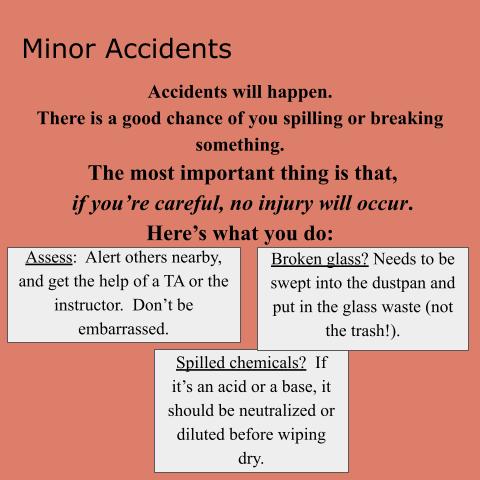 Minor Accidents
Accidents will happen.
There is a good chance of you spilling or breaking
something.
The most important thing is that,
if you’re careful, no injury will occur.
Here’s what you do:
Assess:  Alert others nearby,
and get the help of a TA or the
instructor.  Don’t be
embarrassed.
Broken glass? Needs to be
swept into the dustpan and
put in the glass waste (not
the trash!).
Spilled chemicals?  If
it’s an acid or a base, it
should be neutralized or
diluted before wiping
dry.